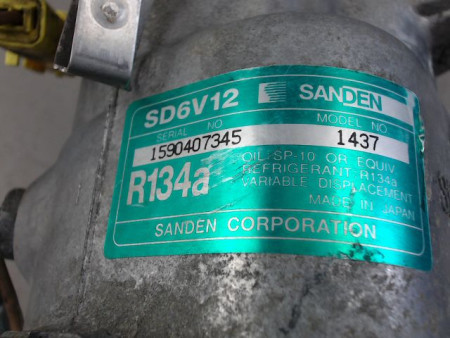 SD6V12 SANDEN
SERIAL NO MODEL NO
1590407345 1437
R134a
OIL SP-10 OR EQUIV
REFRIGERANT R134a
VARIABLE DISPLACEMENT
MADE IN JAPAN
SANDEN CORPORATION